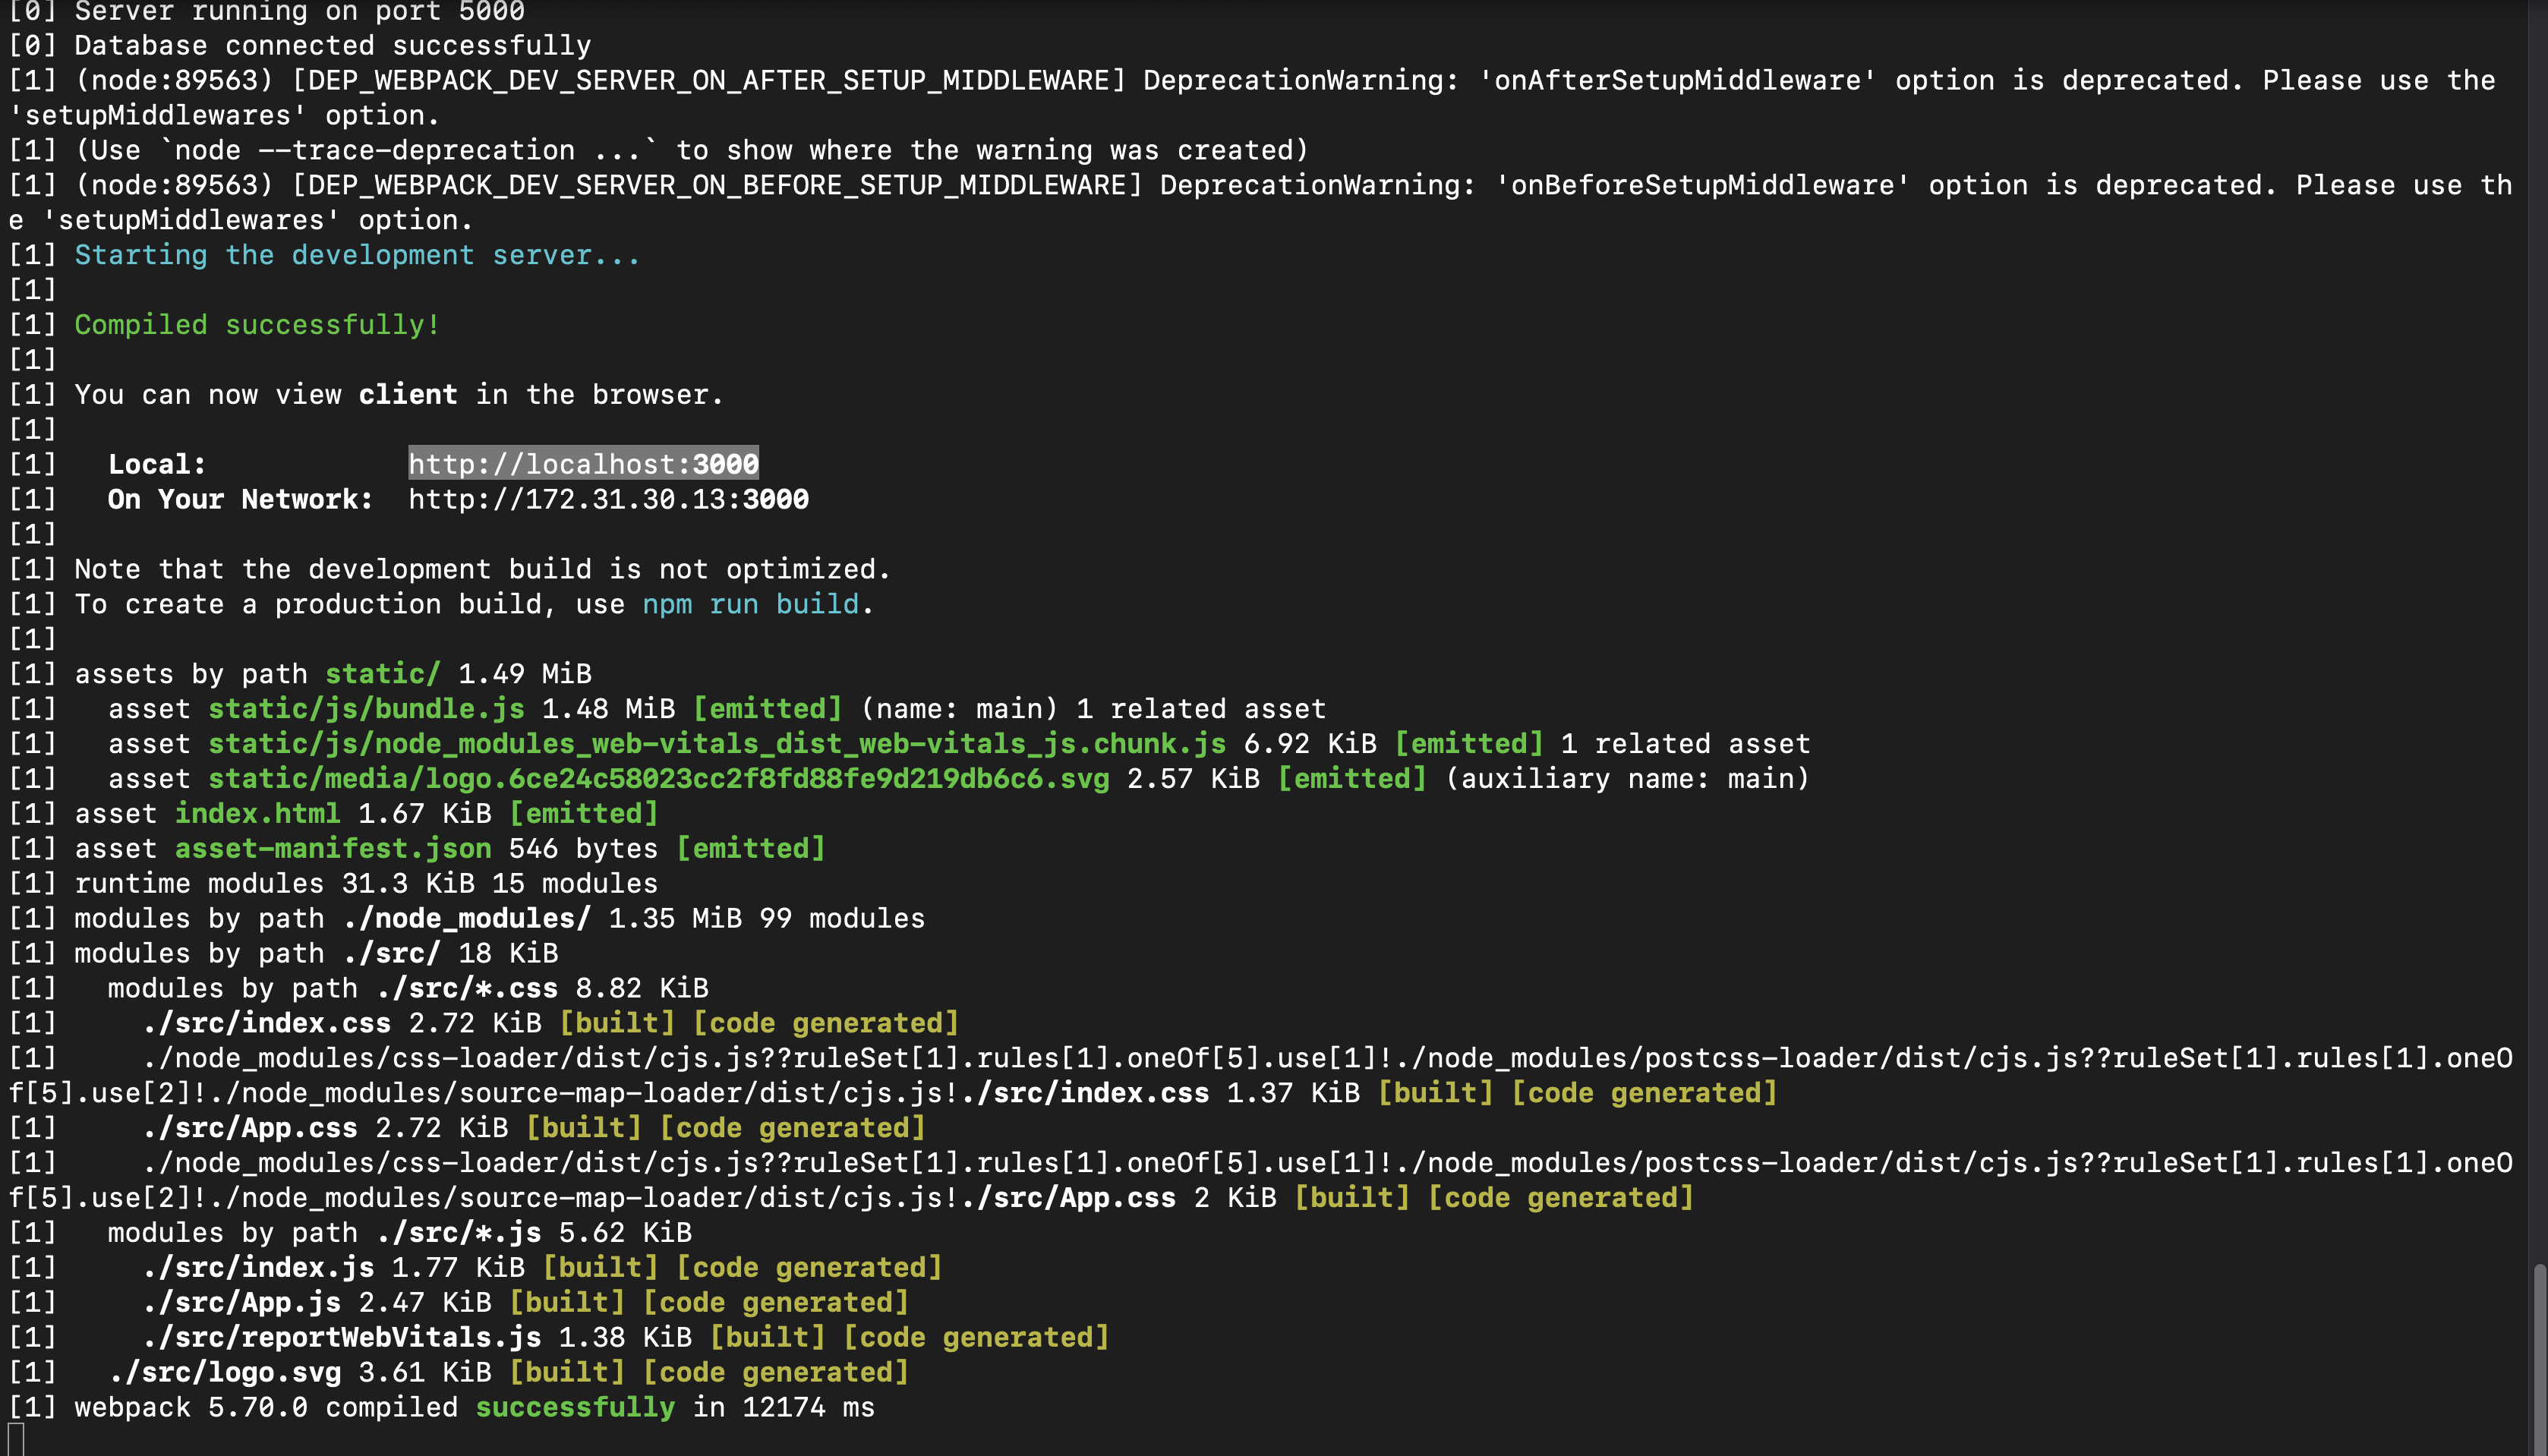 [0] Server running on port 5000
[0] Database connected successfully
[1] (node:89563) [DEP_WEBPACK_DEV_SERVER_ON_AFTER_SETUP_MIDDLEWARE] DeprecationWarning: 'onAfterSetupMiddleware' option is deprecated. Please use the
'setupMiddlewares' option.
[1] (Use `node --trace-deprecation ...` to show where the warning was created)
[1] (node:89563) [DEP_WEBPACK_DEV_SERVER_ON_BEFORE_SETUP_MIDDLEWARE] DeprecationWarning: 'onBeforeSetupMiddleware' option is deprecated. Please use th
e 'setupMiddlewares' option.
[1] Starting the development server...
[1]
[1] Compiled successfully!
[1]
[1] You can now view client in the browser.
[1]
[1]   Local:            http://localhost:3000
[1]   On Your Network:  http://172.31.30.13:3000
[1]
[1] Note that the development build is not optimized.
[1] To create a production build, use npm run build.
[1]
[1] assets by path static/ 1.49 MiB
[1]   asset static/js/bundle.js 1.48 MiB [emitted] (name: main) 1 related asset
[1]   asset static/js/node_modules_web-vitals_dist_web-vitals_js.chunk.js 6.92 KiB [emitted] 1 related asset
[1]   asset static/media/logo.6ce24c58023cc2f8fd88fe9d219db6c6.svg 2.57 KiB [emitted] (auxiliary name: main)
[1] asset index.html 1.67 KiB [emitted]
[1] asset asset-manifest.json 546 bytes [emitted]
[1] runtime modules 31.3 KiB 15 modules
[1] modules by path ./node_modules/ 1.35 MiB 99 modules
[1] modules by path ./src/ 18 KiB
[1]   modules by path ./src/*.css 8.82 KiB
[1]     ./src/index.css 2.72 KiB [built] [code generated]
[1]     ./node_modules/css-loader/dist/cjs.js??ruleSet[1].rules[1].oneOf[5].use[1]!./node_modules/postcss-loader/dist/cjs.js??ruleSet[1].rules[1].oneO
f[5].use[2]!./node_modules/source-map-loader/dist/cjs.js!./src/index.css 1.37 KiB [built] [code generated]
[1]     ./src/App.css 2.72 KiB [built] [code generated]
[1]     ./node_modules/css-loader/dist/cjs.js??ruleSet[1].rules[1].oneOf[5].use[1]!./node_modules/postcss-loader/dist/cjs.js??ruleSet[1].rules[1].oneO
f[5].use[2]!./node_modules/source-map-loader/dist/cjs.js!./src/App.css 2 KiB [built] [code generated]
[1]   modules by path ./src/*.js 5.62 KiB
[1]     ./src/index.js 1.77 KiB [built] [code generated]
[1]     ./src/App.js 2.47 KiB [built] [code generated]
[1]     ./src/reportWebVitals.js 1.38 KiB [built] [code generated]
[1]   ./src/logo.svg 3.61 KiB [built] [code generated]
[1] webpack 5.70.0 compiled successfully in 12174 ms